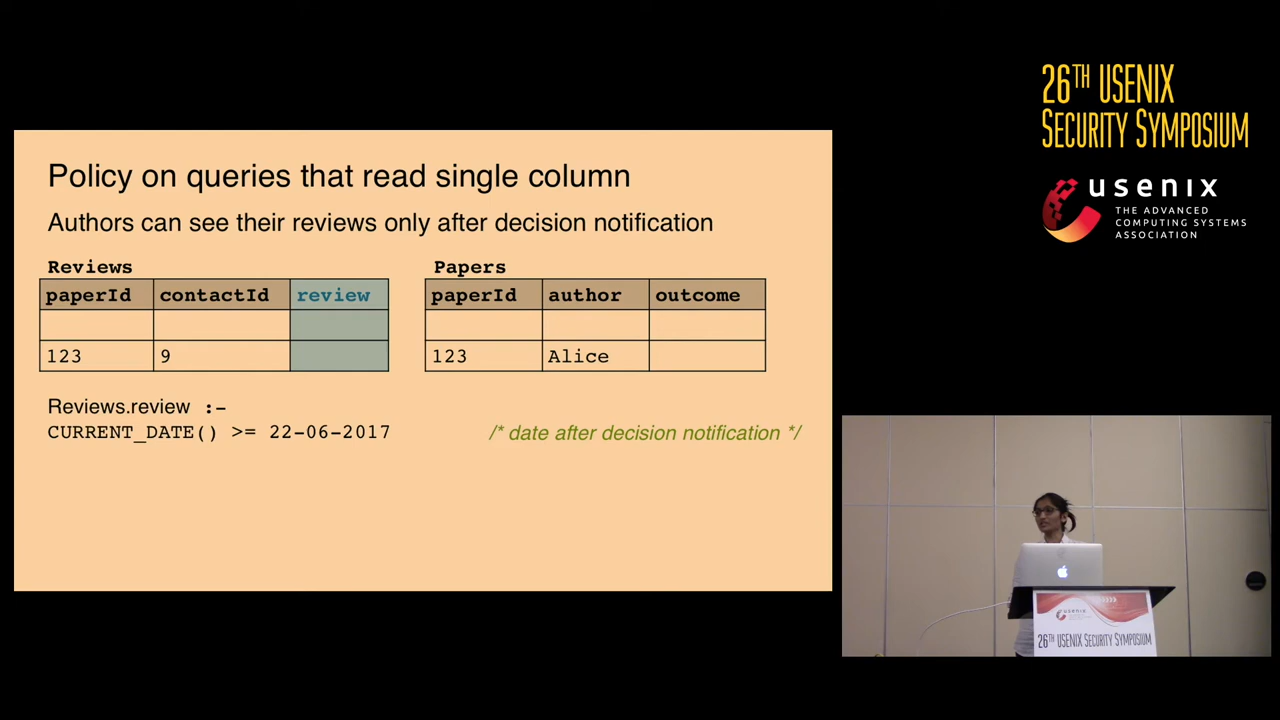 26TH USENIX
SECURITY SYMPOSIUM
usenix
THE ADVANCED
COMPUTING SYSTEMS
ASSOCIATION
Policy on queries that read single column
Authors can see their reviews only after decision notification
Reviews
paperId contactId review
123 9
Papers
paperId author outcome
123 Alice
Reviews.review :-
CURRENT_DATE() >= 22-06-2017 /* date after decision notification */
usenix
26TH USENIX SECURITY SYMPOSIUM